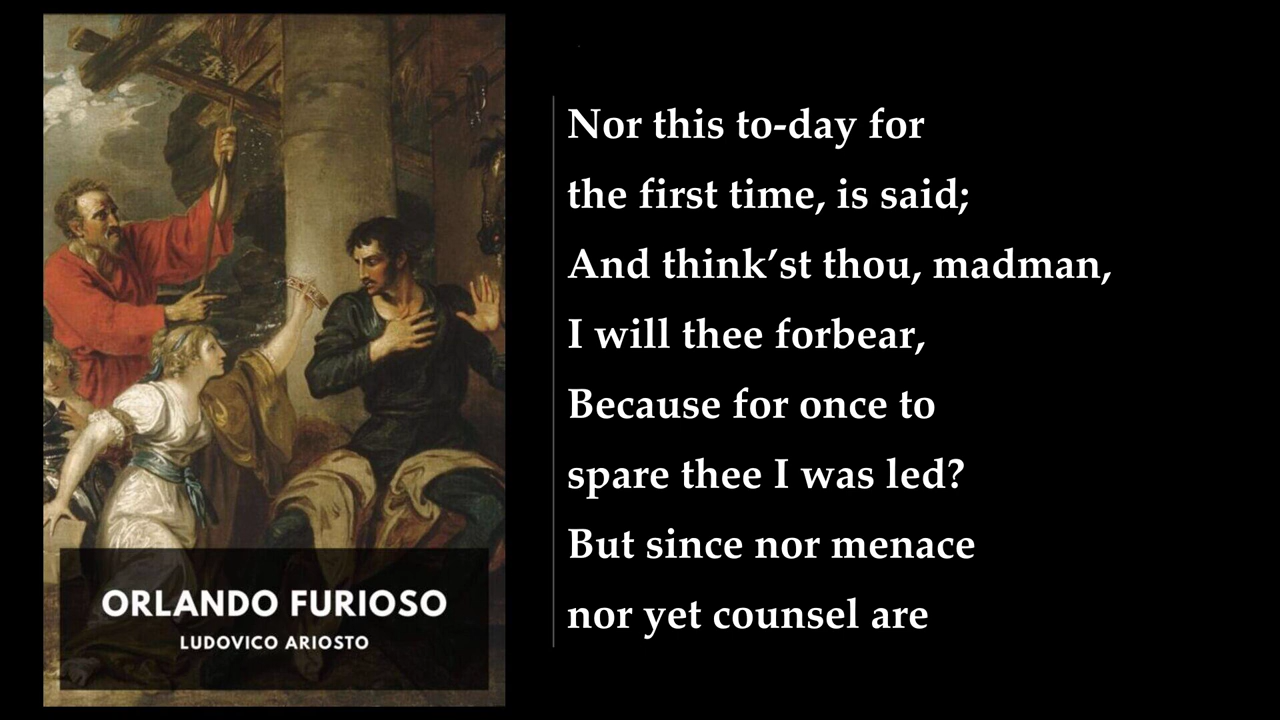 ORLANDO FURIOSO
LUDOVICO ARIOSTO
Nor this to-day for
the first time, is said;
And think’st thou, madman,
I will thee forbear,
Because for once to
spare thee I was led?
But since nor menace
nor yet counsel are